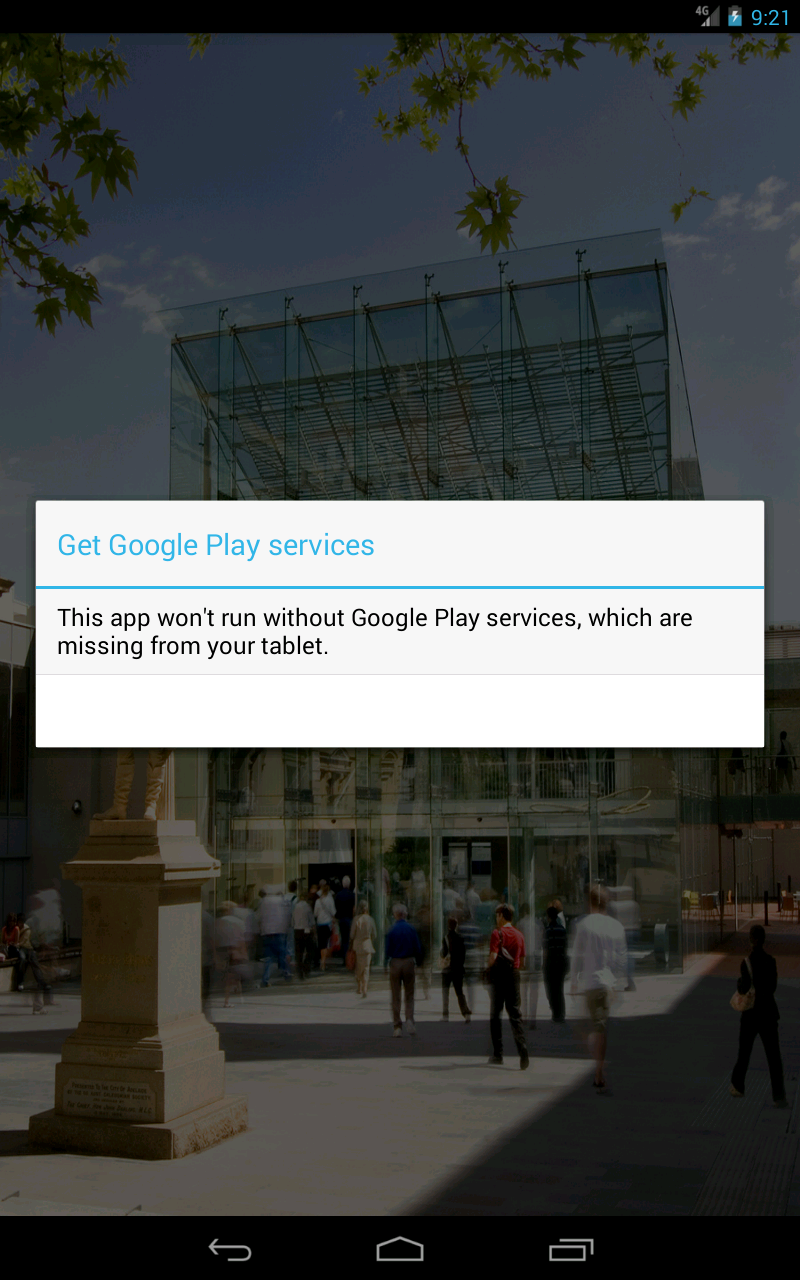 4G
9:21
Get Google Play services
This app won't run without Google Play services, which are
missing from your tablet.